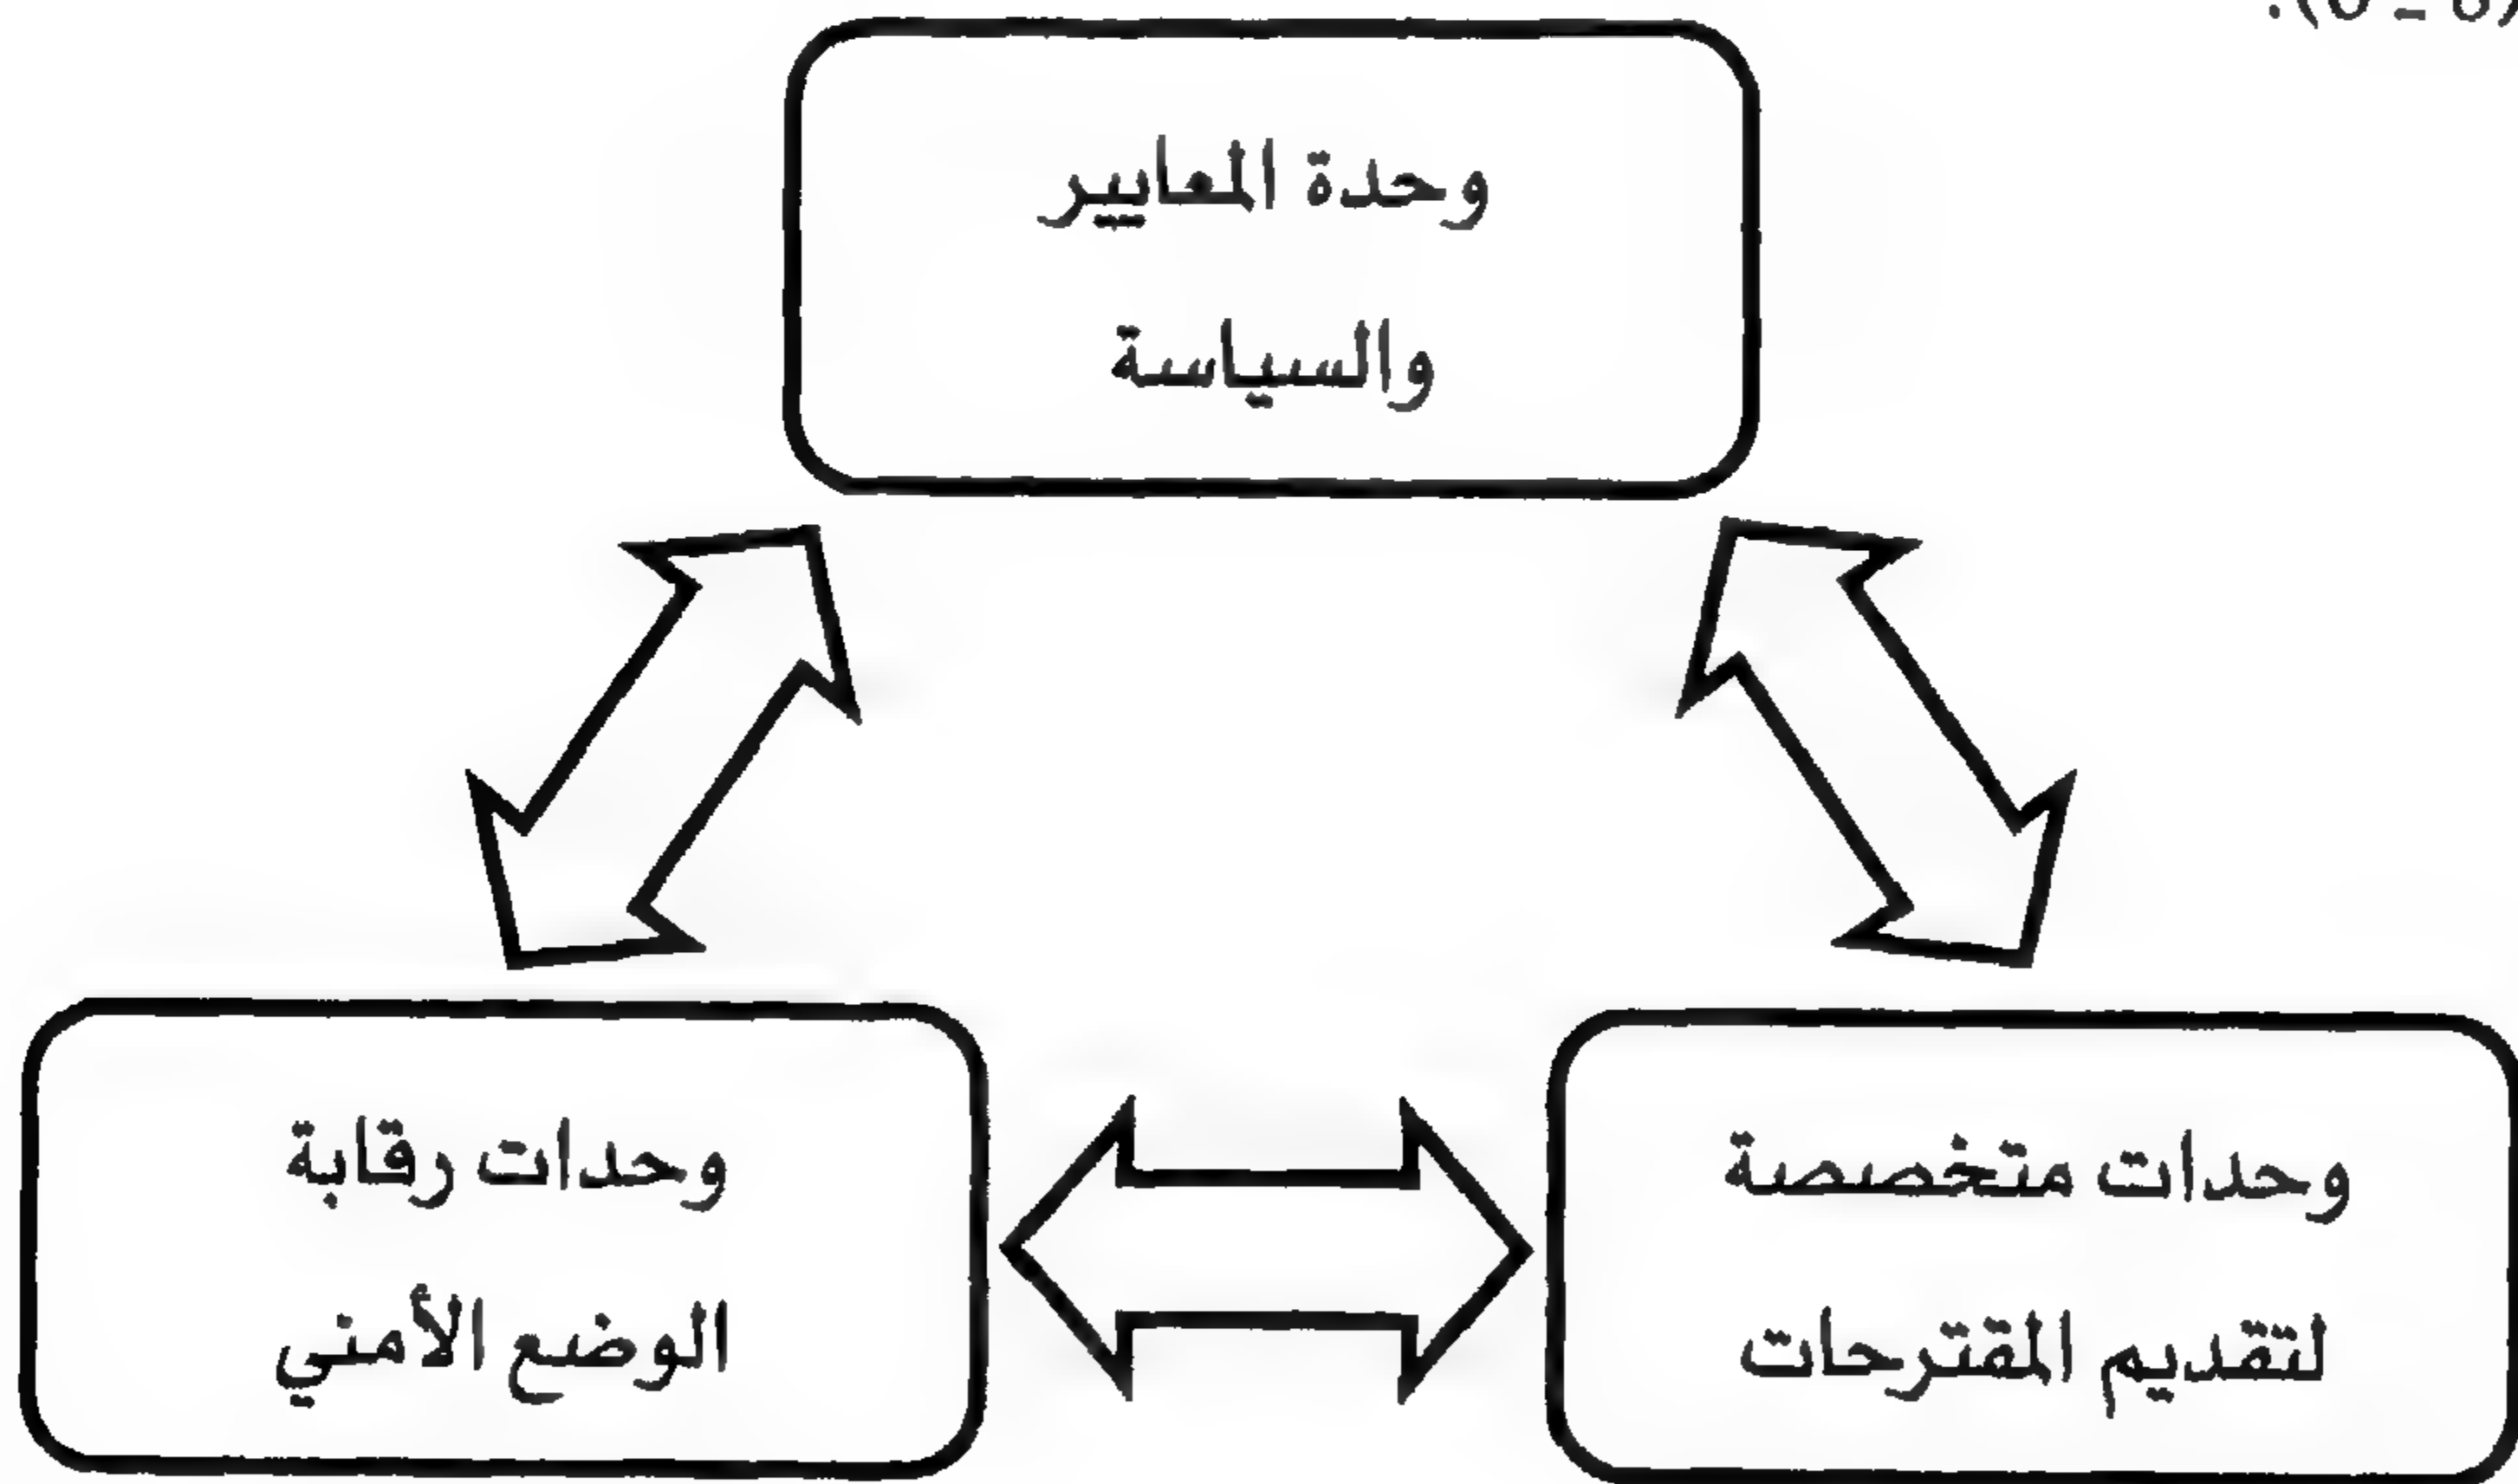 وحدة المعايير
والسياسة
وحدات متخصصة
لتقديم المقترحات
وحدات رقابة
الوضع الأمني